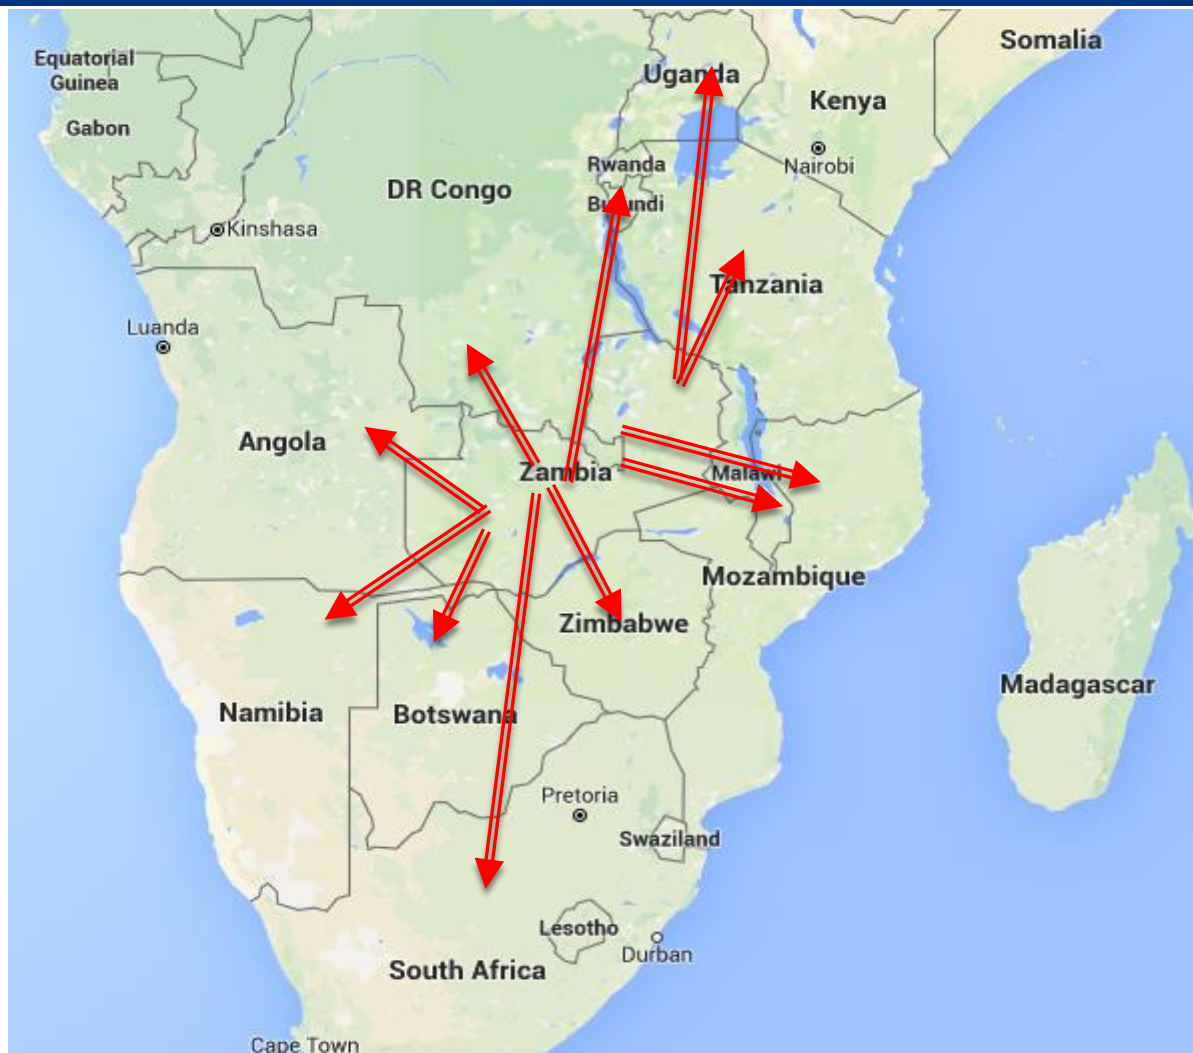 Somalia
Equatorial
Guinea
Uganda
Kenya
Gabon
Nairobi
Rwanda
DR Congo
Burundi
Kinshasa
Tanzania
Luanda
Angola
Zambia
Malawi
Mozambique
Zimbabwe
Madagascar
Namibia
Botswana
Pretoria
Swaziland
Lesotho
Durban
South Africa
Cape Town